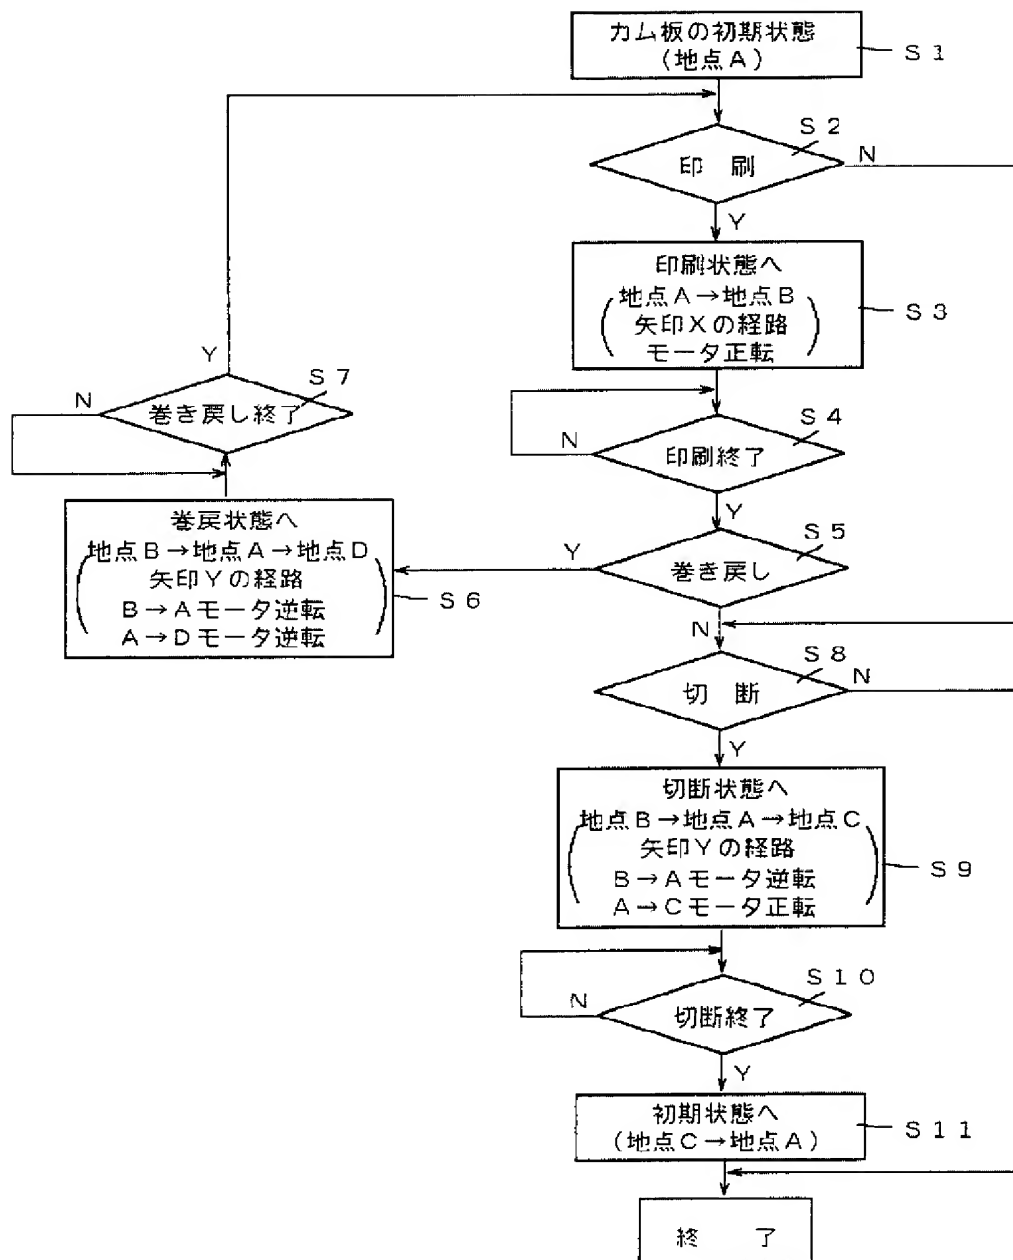 カム板の初期状態
(地点A)
S1
S2
印 刷
N
Y
印刷状態へ
地点A→地点B
矢印Xの経路
モータ正転
S3
Y
S7
N
巻き戻し終了
S4
N
印刷終了
Y
巻戻状態へ
地点B→地点A→地点D
矢印Yの経路
B→Aモータ逆転
A→Dモータ逆転
S6
S5
Y
巻き戻し
N
S8
切 断
N
Y
切断状態へ
地点B→地点A→地点C
矢印Yの経路
B→Aモータ逆転
A→Cモータ正転
S9
S10
N
切断終了
Y
初期状態へ
(地点C→地点A)
S11
終 了